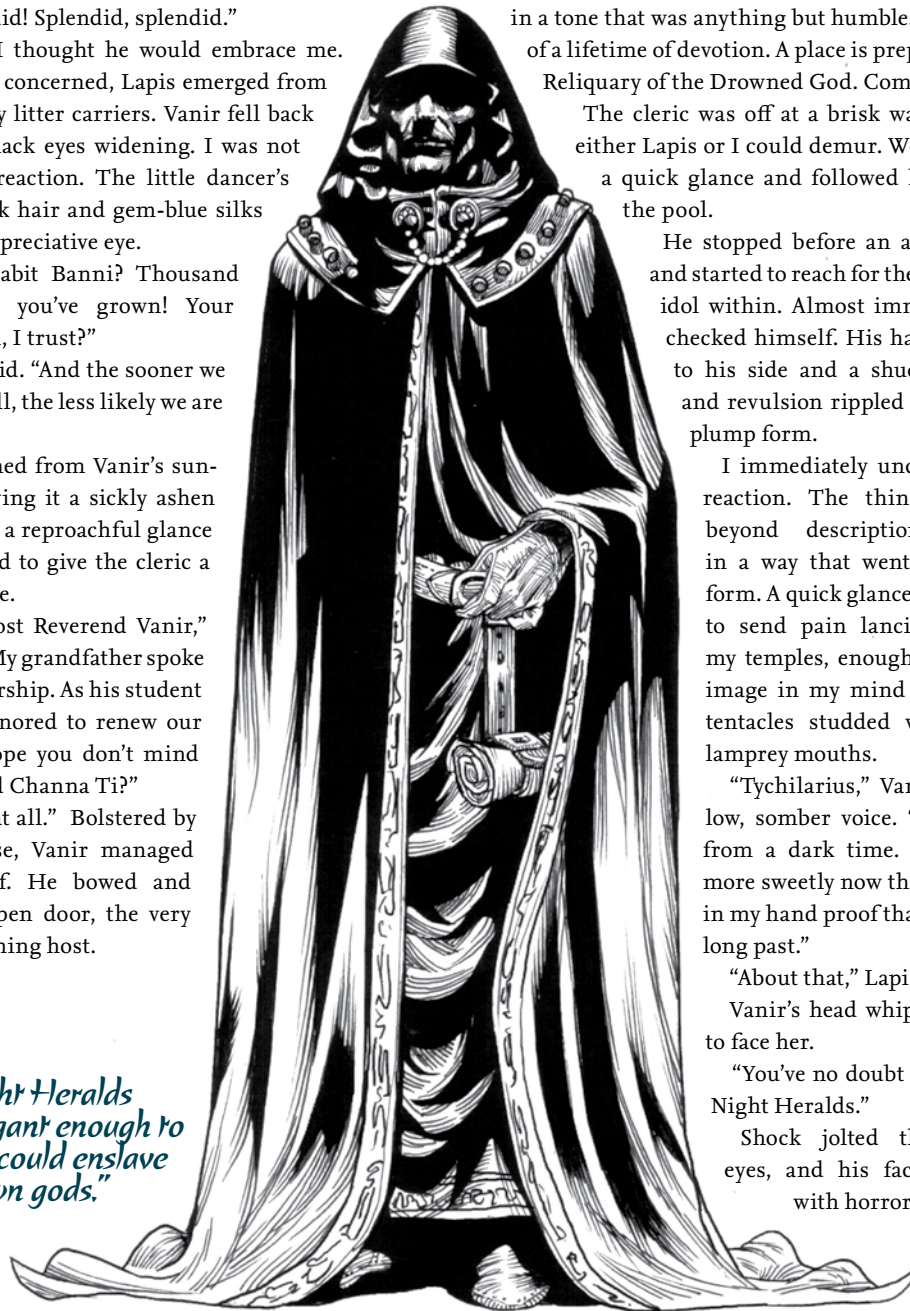 id! Splendid, splendid.”
I thought he would embrace me.
concerned, Lapis emerged from
y litter carriers. Vanir fell back
lack eyes widening. I was not
reaction. The little dancer’s
k hair and gem-blue silks
preciative eye.
abit Banni? Thousand
you’ve grown! Your
, I trust?”
id. “And the sooner we
ll, the less likely we are
ned from Vanir’s sun-
ving it a sickly ashen
a reproachful glance
d to give the cleric a
e.
ost Reverend Vanir,”
My grandfather spoke
rship. As his student
nored to renew our
ope you don’t mind
d Channa Ti?”
t all.” Bolstered by
se, Vanir managed
f. He bowed and
pen door, the very
ning host.
ht Heralds
gant enough to
could enslave
on gods.”
in a tone that was anything but humble.
of a lifetime of devotion. A place is prep
Reliquary of the Drowned God. Com
The cleric was off at a brisk wa
either Lapis or I could demur. W
a quick glance and followed
the pool.
He stopped before an a
and started to reach for the
idol within. Almost imm
checked himself. His ha
to his side and a shud
and revulsion rippled
plump form.
I immediately und
reaction. The thin
beyond description
in a way that went
form. A quick glance
to send pain lanci
my temples, enough
image in my mind
tentacles studded w
lamprey mouths.
“Tychilarius,” Van
low, somber voice. “
from a dark time.
more sweetly now th
in my hand proof tha
long past.”
“About that,” Lapi
Vanir’s head whip
to face her.
“You’ve no doubt
Night Heralds.”
Shock jolted th
eyes, and his fac
with horror